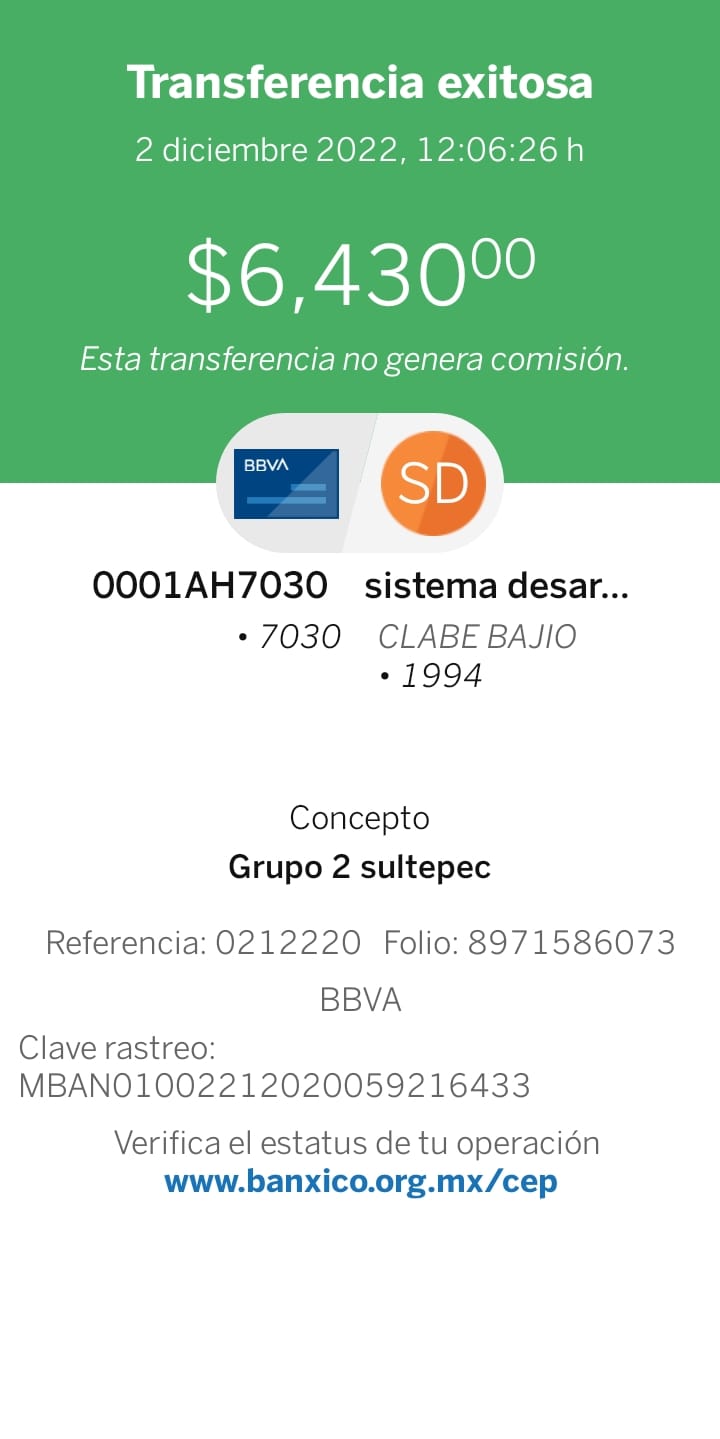 Transferencia exitosa
2 diciembre 2022, 12:06:26 h
$6,43000
Esta transferencia no genera comisión.
BBVA
SD
0001AH7030 sistema desar...
• 7030 CLABE BAJIO
• 1994
Concepto
Grupo 2 sultepec
Referencia: 0212220 Folio: 8971586073
BBVA
Clave rastreo:
MBAN01002212020059216433
Verifica el estatus de tu operación
www.banxico.org.mx/cep